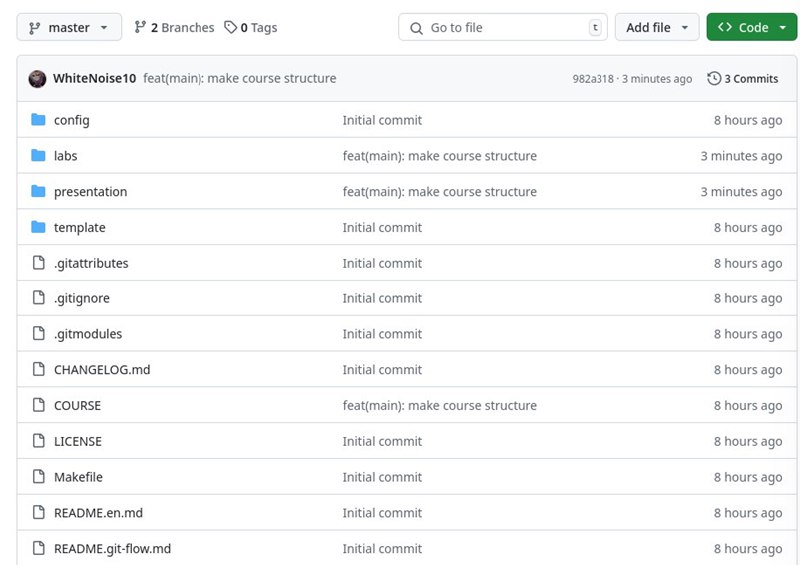 master 2 Branches 0 Tags Go to file t Add file Code
WhiteNoise10 feat(main): make course structure 982a318 · 3 minutes ago 3 Commits
config Initial commit 8 hours ago
labs feat(main): make course structure 3 minutes ago
presentation feat(main): make course structure 3 minutes ago
template Initial commit 8 hours ago
.gitattributes Initial commit 8 hours ago
.gitignore Initial commit 8 hours ago
.gitmodules Initial commit 8 hours ago
CHANGELOG.md Initial commit 8 hours ago
COURSE feat(main): make course structure 8 hours ago
LICENSE Initial commit 8 hours ago
Makefile Initial commit 8 hours ago
README.en.md Initial commit 8 hours ago
README.git-flow.md Initial commit 8 hours ago